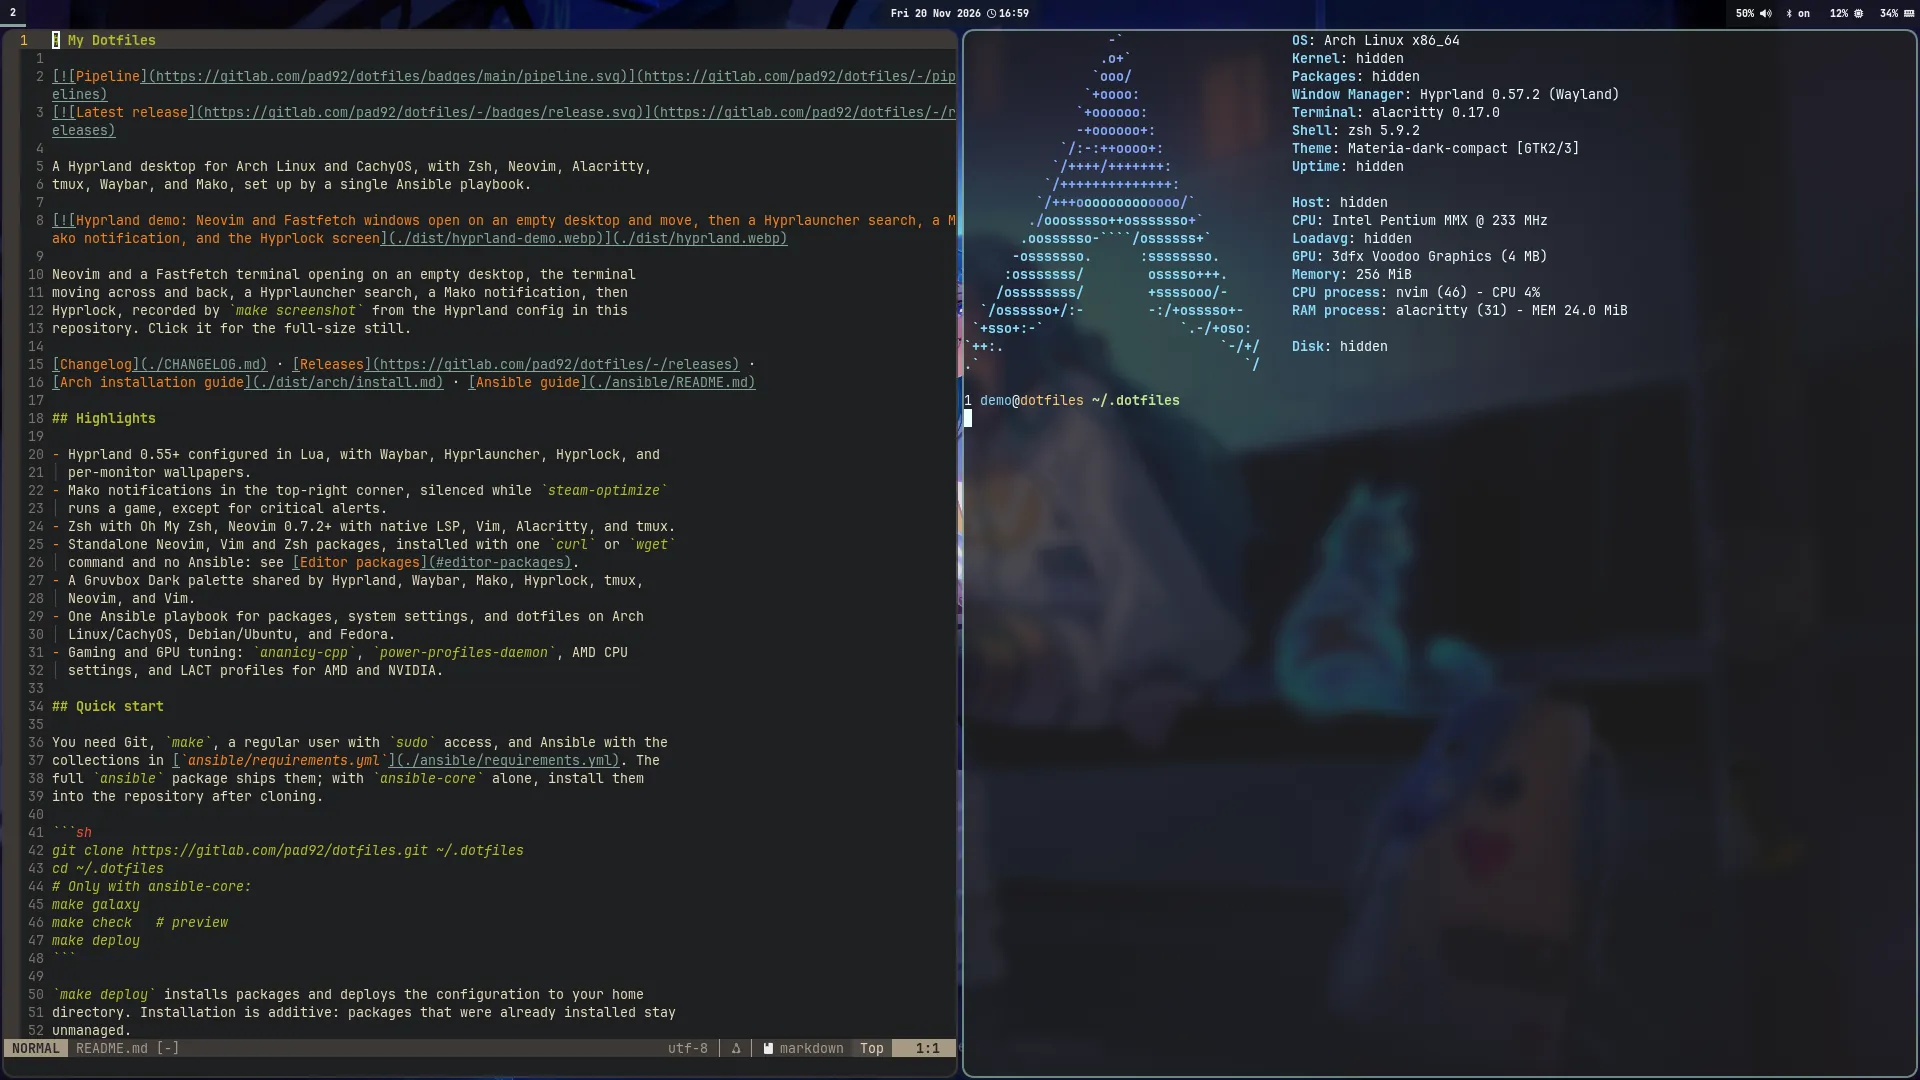 2
Fri 20 Nov 2026 16:59
50% on 12% 34%
1 # My Dotfiles
1
2 [![Pipeline](https://gitlab.com/pad92/dotfiles/badges/main/pipeline.svg)](https://gitlab.com/pad92/dotfiles/-/pip
elines)
3 [![Latest release](https://gitlab.com/pad92/dotfiles/-/badges/release.svg)](https://gitlab.com/pad92/dotfiles/-/r
eleases)
4
5 A Hyprland desktop for Arch Linux and CachyOS, with Zsh, Neovim, Alacritty,
6 tmux, Waybar, and Mako, set up by a single Ansible playbook.
7
8 [![Hyprland demo: Neovim and Fastfetch windows open on an empty desktop and move, then a Hyprlauncher search, a M
ako notification, and the Hyprlock screen](./dist/hyprland-demo.webp)](./dist/hyprland.webp)
9
10 Neovim and a Fastfetch terminal opening on an empty desktop, the terminal
11 moving across and back, a Hyprlauncher search, a Mako notification, then
12 Hyprlock, recorded by `make screenshot` from the Hyprland config in this
13 repository. Click it for the full-size still.
14
15 [Changelog](./CHANGELOG.md) · [Releases](https://gitlab.com/pad92/dotfiles/-/releases) ·
16 [Arch installation guide](./dist/arch/install.md) · [Ansible guide](./ansible/README.md)
17
18 ## Highlights
19
20 - Hyprland 0.55+ configured in Lua, with Waybar, Hyprlauncher, Hyprlock, and
21 per-monitor wallpapers.
22 - Mako notifications in the top-right corner, silenced while `steam-optimize`
23 runs a game, except for critical alerts.
24 - Zsh with Oh My Zsh, Neovim 0.7.2+ with native LSP, Vim, Alacritty, and tmux.
25 - Standalone Neovim, Vim and Zsh packages, installed with one `curl` or `wget`
26 command and no Ansible: see [Editor packages](#editor-packages).
27 - A Gruvbox Dark palette shared by Hyprland, Waybar, Mako, Hyprlock, tmux,
28 Neovim, and Vim.
29 - One Ansible playbook for packages, system settings, and dotfiles on Arch
30 Linux/CachyOS, Debian/Ubuntu, and Fedora.
31 - Gaming and GPU tuning: `ananicy-cpp`, `power-profiles-daemon`, AMD CPU
32 settings, and LACT profiles for AMD and NVIDIA.
33
34 ## Quick start
35
36 You need Git, `make`, a regular user with `sudo` access, and Ansible with the
37 collections in [`ansible/requirements.yml`](./ansible/requirements.yml). The
38 full `ansible` package ships them; with `ansible-core` alone, install them
39 into the repository after cloning.
40
41 ```sh
42 git clone https://gitlab.com/pad92/dotfiles.git ~/.dotfiles
43 cd ~/.dotfiles
44 # Only with ansible-core:
45 make galaxy
46 make check   # preview
47 make deploy
48 ```
49
50 `make deploy` installs packages and deploys the configuration to your home
51 directory. Installation is additive: packages that were already installed stay
52 unmanaged.
NORMAL README.md [-] utf-8 markdown Top 1:1
-`
.o+`
`ooo/
`+oooo:
`+oooooo:
-+oooooo+:
`/:-:++oooo+:
`/++++/+++++++:
`/++++++++++++++:
`/+++ooooooooooooo/`
./ooosssso++osssssso+`
.oossssso-````/ossssss+`
-osssssso.      :ssssssso.
:osssssss/        osssso+++.
/ossssssss/        +ssssooo/-
`/ossssso+/:-        -:/+osssso+-
`+sso+:-`                 `.-/+oso:
`++:.                           `-/+/
.`                                 `/
OS: Arch Linux x86_64
Kernel: hidden
Packages: hidden
Window Manager: Hyprland 0.57.2 (Wayland)
Terminal: alacritty 0.17.0
Shell: zsh 5.9.2
Theme: Materia-dark-compact [GTK2/3]
Uptime: hidden
Host: hidden
CPU: Intel Pentium MMX @ 233 MHz
Loadavg: hidden
GPU: 3dfx Voodoo Graphics (4 MB)
Memory: 256 MiB
CPU process: nvim (46) - CPU 4%
RAM process: alacritty (31) - MEM 24.0 MiB
Disk: hidden
1 demo@dotfiles ~/.dotfiles